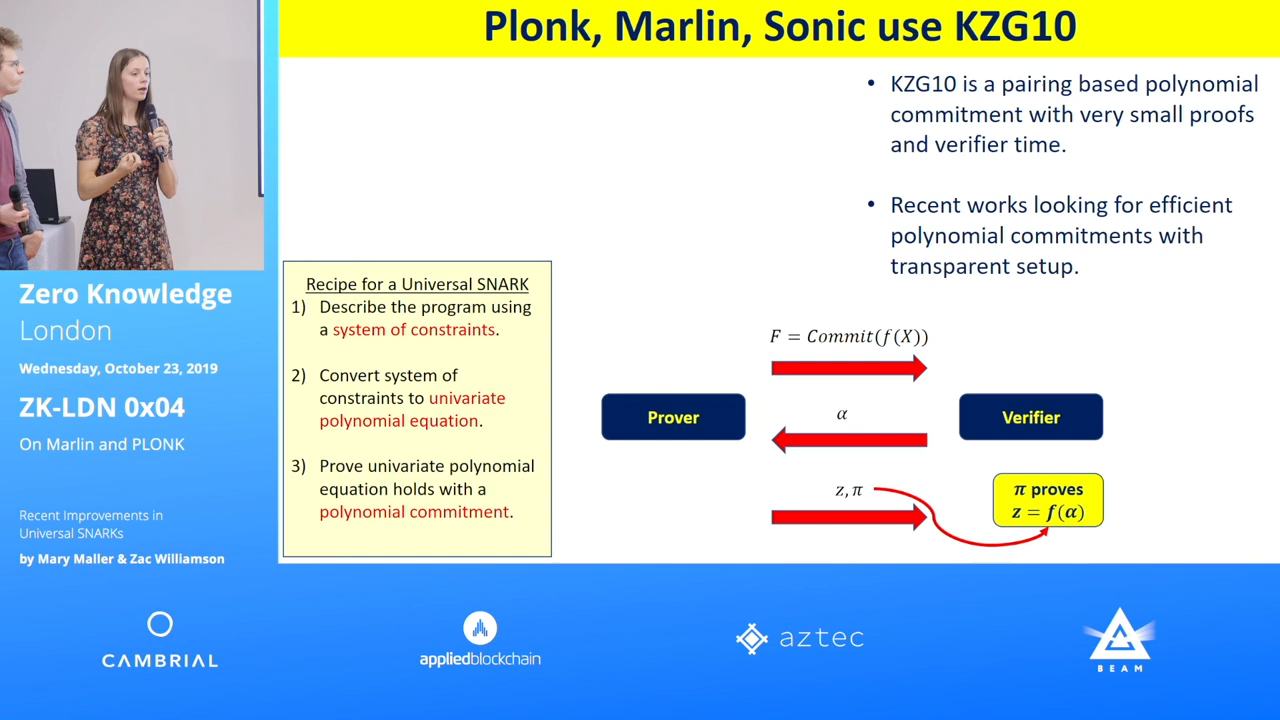 Plonk, Marlin, Sonic use KZG10
• KZG10 is a pairing based polynomial
commitment with very small proofs
and verifier time.
• Recent works looking for efficient
polynomial commitments with
transparent setup.
Zero Knowledge
London
Wednesday, October 23, 2019
ZK-LDN 0x04
On Marlin and PLONK
Recent Improvements in
Universal SNARKs
by Mary Maller & Zac Williamson
Recipe for a Universal SNARK
1) Describe the program using
a system of constraints.
2) Convert system of
constraints to univariate
polynomial equation.
3) Prove univariate polynomial
equation holds with a
polynomial commitment.
F = Commit(f(X))
Prover
α
Verifier
z, π
π proves
z = f(α)
CAMBRIAL
appliedblockchain
aztec
BEAM